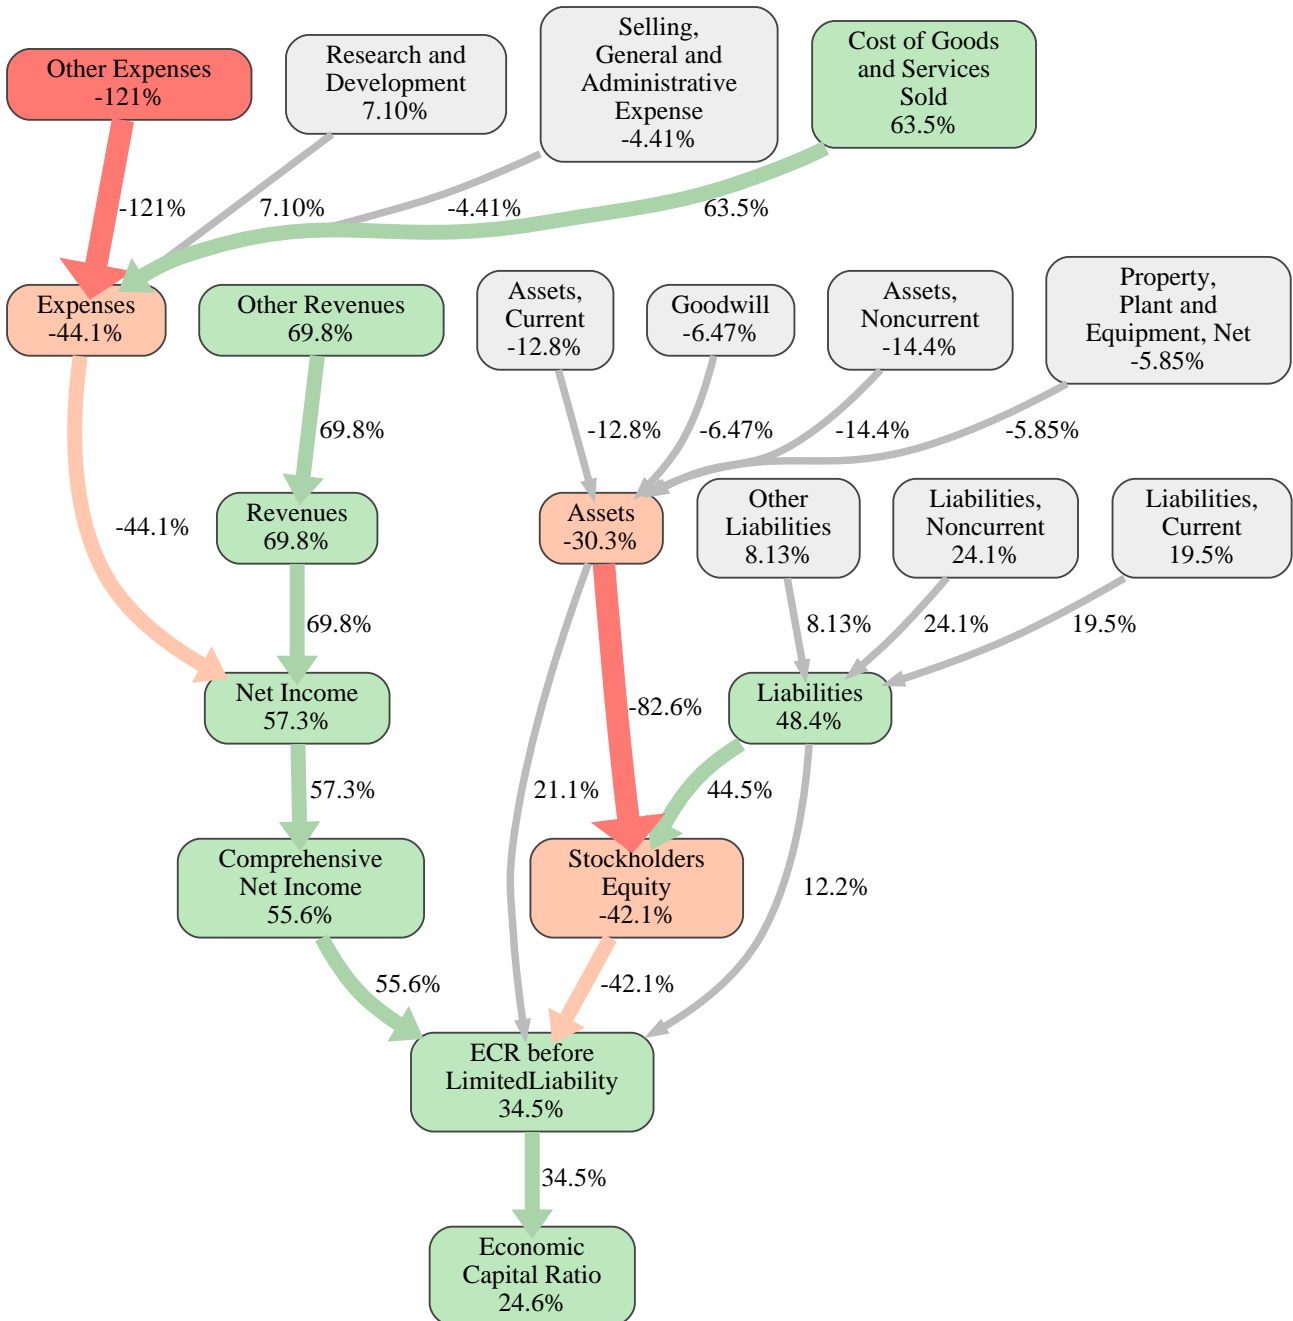 Other Expenses
-121%
Research and
Development
7.10%
Selling,
General and
Administrative
Expense
-4.41%
Cost of Goods
and Services
Sold
63.5%
-121%
7.10%
-4.41%
63.5%
Expenses
-44.1%
Other Revenues
69.8%
Assets,
Current
-12.8%
Goodwill
-6.47%
Assets,
Noncurrent
-14.4%
Property,
Plant and
Equipment, Net
-5.85%
69.8%
-12.8%
-6.47%
-14.4%
-5.85%
-44.1%
Revenues
69.8%
Assets
-30.3%
Other
Liabilities
8.13%
Liabilities,
Noncurrent
24.1%
Liabilities,
Current
19.5%
69.8%
8.13%
24.1%
19.5%
Net Income
57.3%
-82.6%
Liabilities
48.4%
57.3%
21.1%
44.5%
Comprehensive
Net Income
55.6%
Stockholders
Equity
-42.1%
12.2%
55.6%
-42.1%
ECR before
LimitedLiability
34.5%
34.5%
Economic
Capital Ratio
24.6%